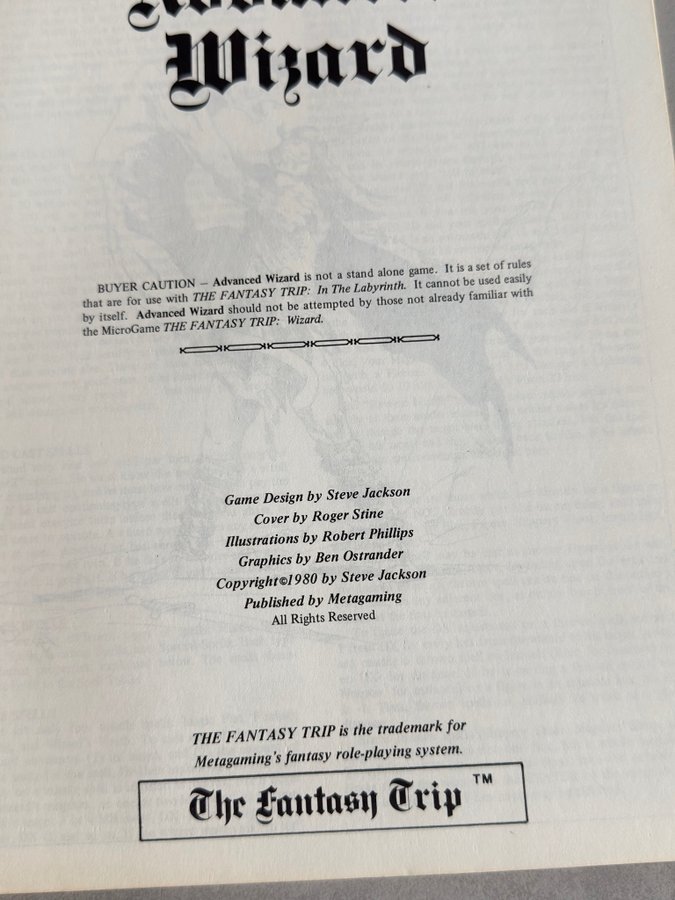 Wizard
BUYER CAUTION – Advanced Wizard is not a stand alone game. It is a set of rules
that are for use with THE FANTASY TRIP: In The Labyrinth. It cannot be used easily
by itself. Advanced Wizard should not be attempted by those not already familiar with
the MicroGame THE FANTASY TRIP: Wizard.
Game Design by Steve Jackson
Cover by Roger Stine
Illustrations by Robert Phillips
Graphics by Ben Ostrander
Copyright©1980 by Steve Jackson
Published by Metagaming
All Rights Reserved
THE FANTASY TRIP is the trademark for
Metagaming's fantasy role-playing system.
The Fantasy Trip ™